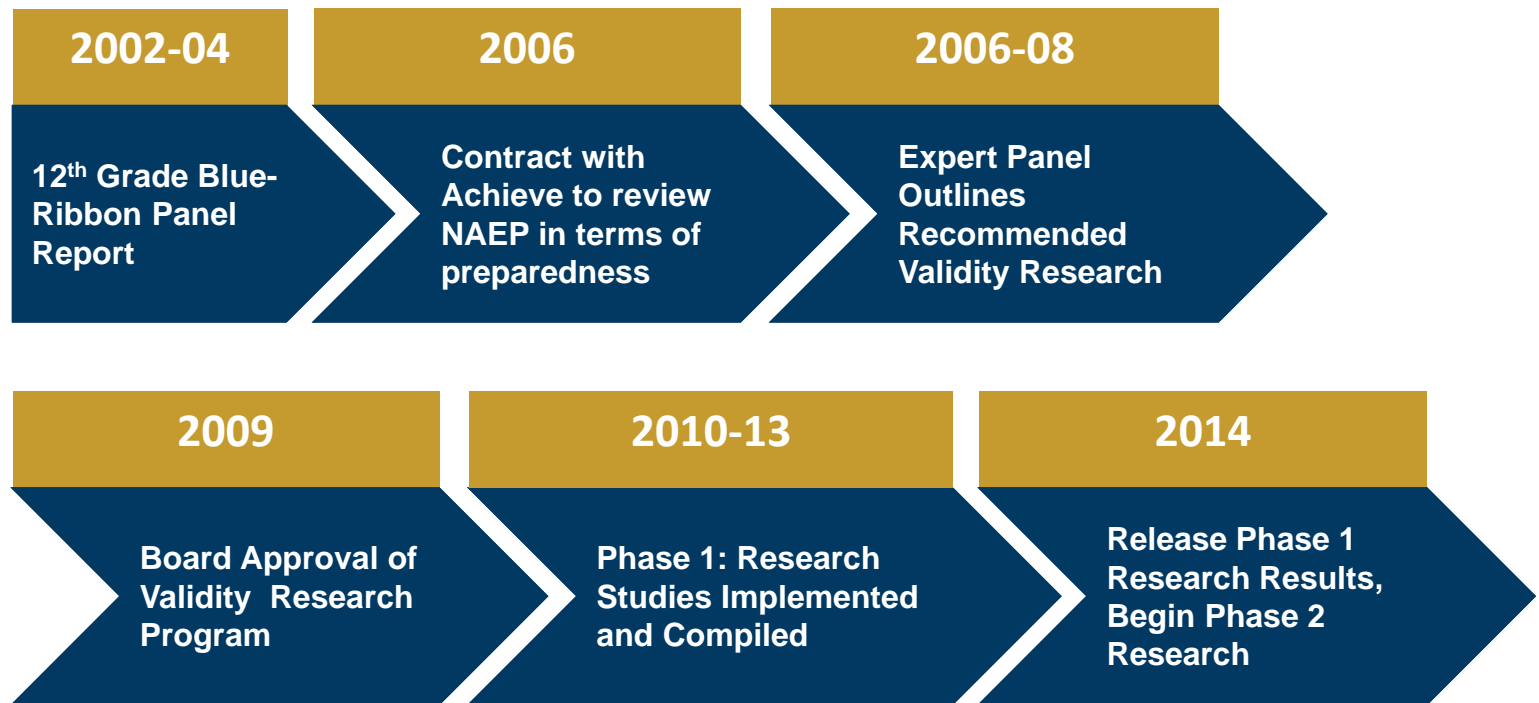 2002-04
12th Grade Blue-
Ribbon Panel
Report
2006
Contract with
Achieve to review
NAEP in terms of
preparedness
2006-08
Expert Panel
Outlines
Recommended
Validity Research
2009
Board Approval of
Validity  Research
Program
2010-13
Phase 1: Research
Studies Implemented
and Compiled
2014
Release Phase 1
Research Results,
Begin Phase 2
Research